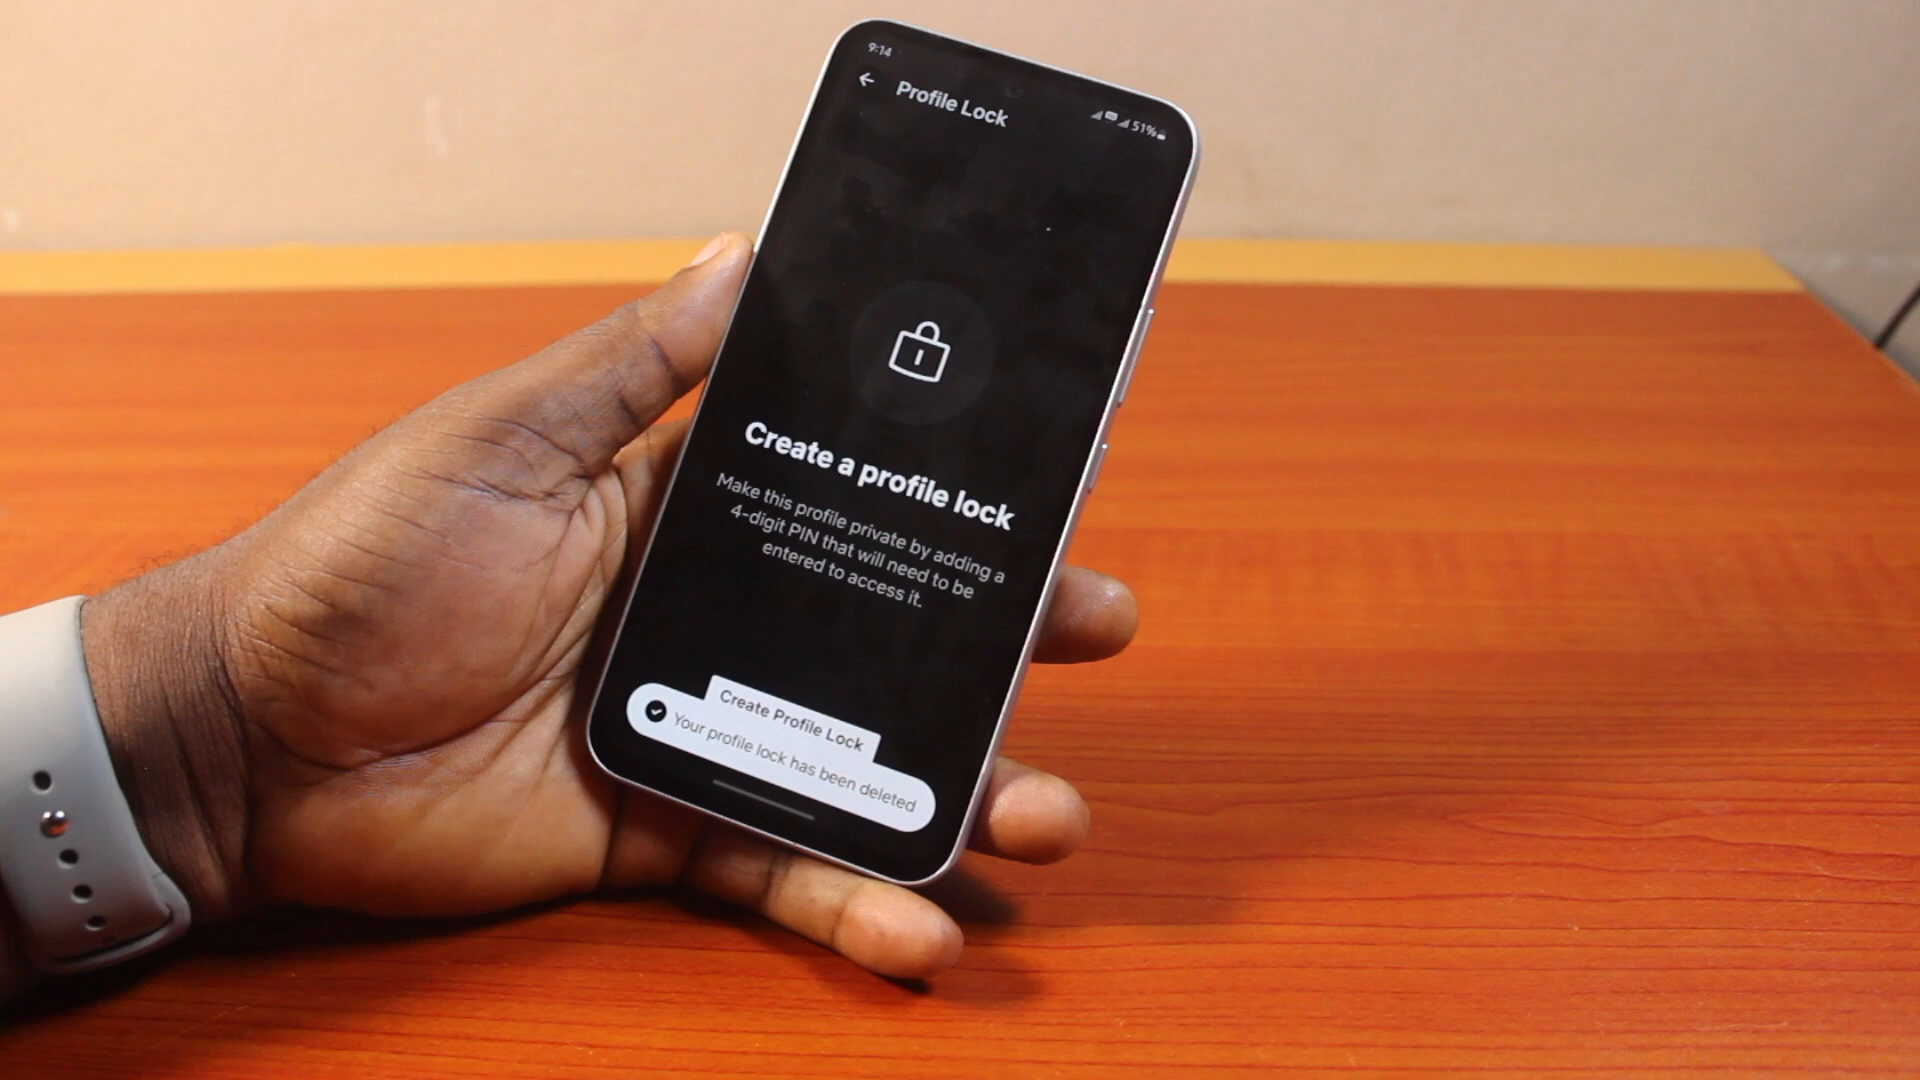 9:14
51%
Profile Lock
Create a profile lock
Make this profile private by adding a
4-digit PIN that will need to be
entered to access it.
Create Profile Lock
Your profile lock has been deleted